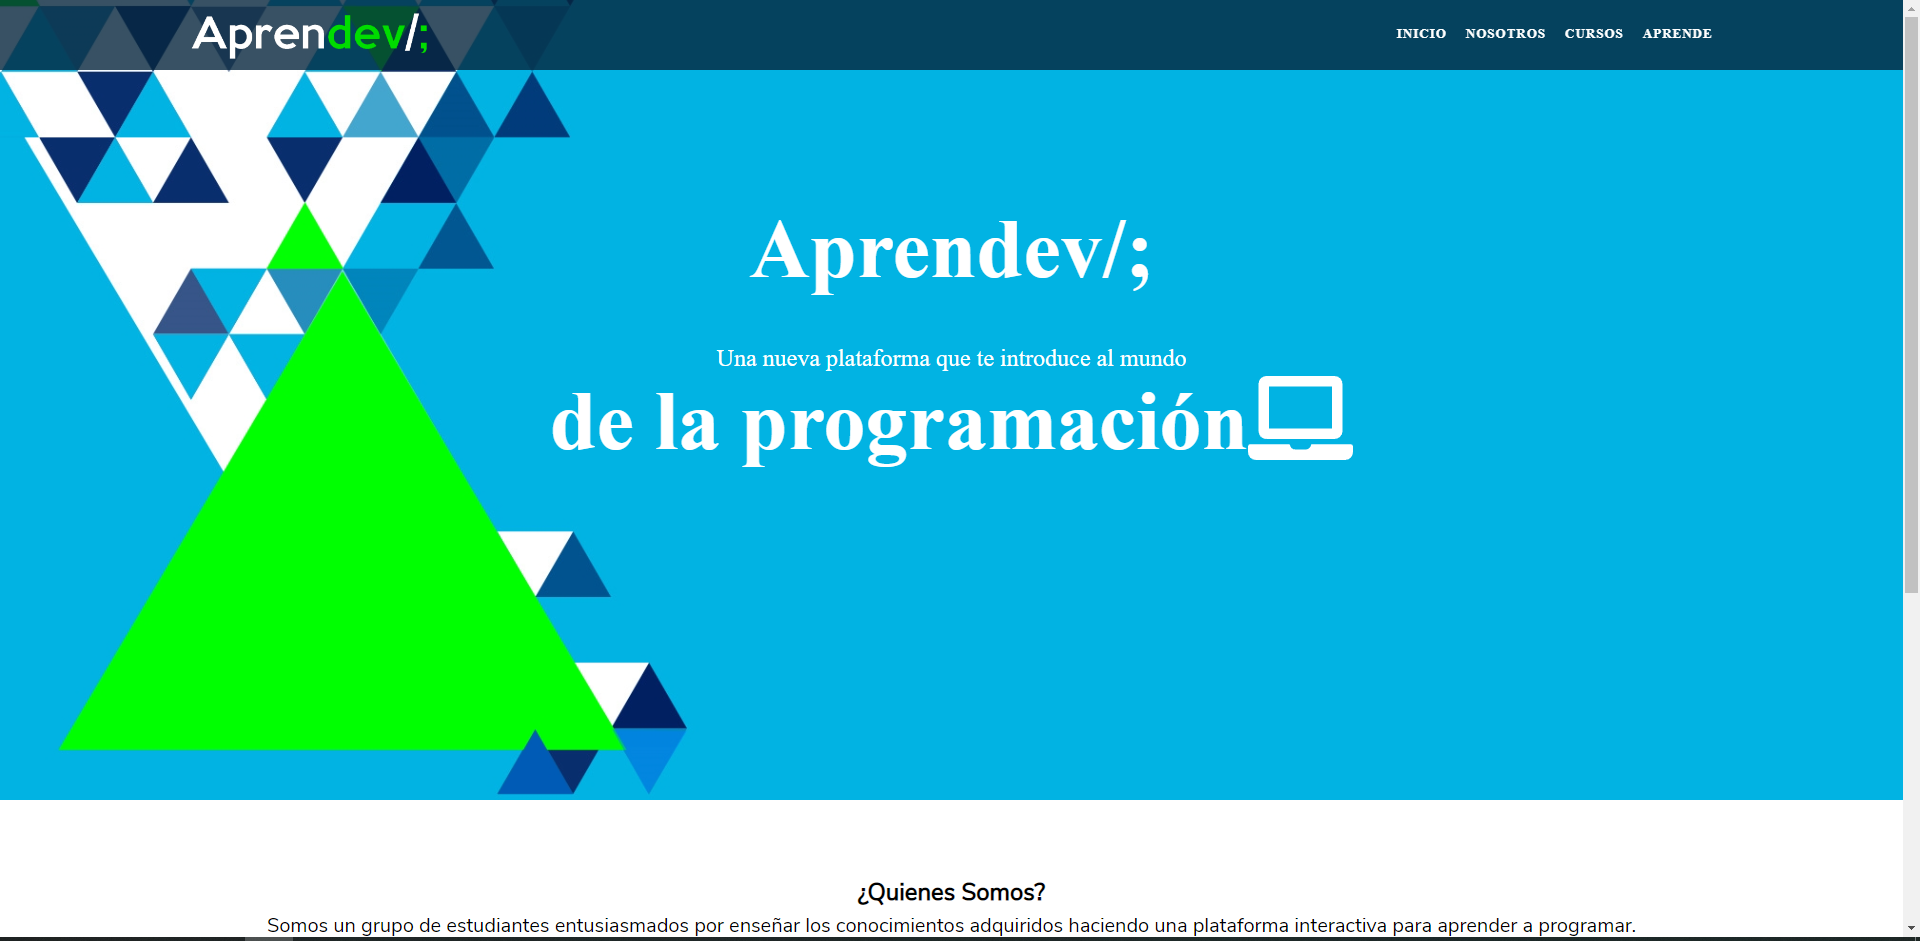 Aprendev/;
INICIO NOSOTROS CURSOS APRENDE
Aprendev/;
Una nueva plataforma que te introduce al mundo
de la programación
¿Quienes Somos?
Somos un grupo de estudiantes entusiasmados por enseñar los conocimientos adquiridos haciendo una plataforma interactiva para aprender a programar.